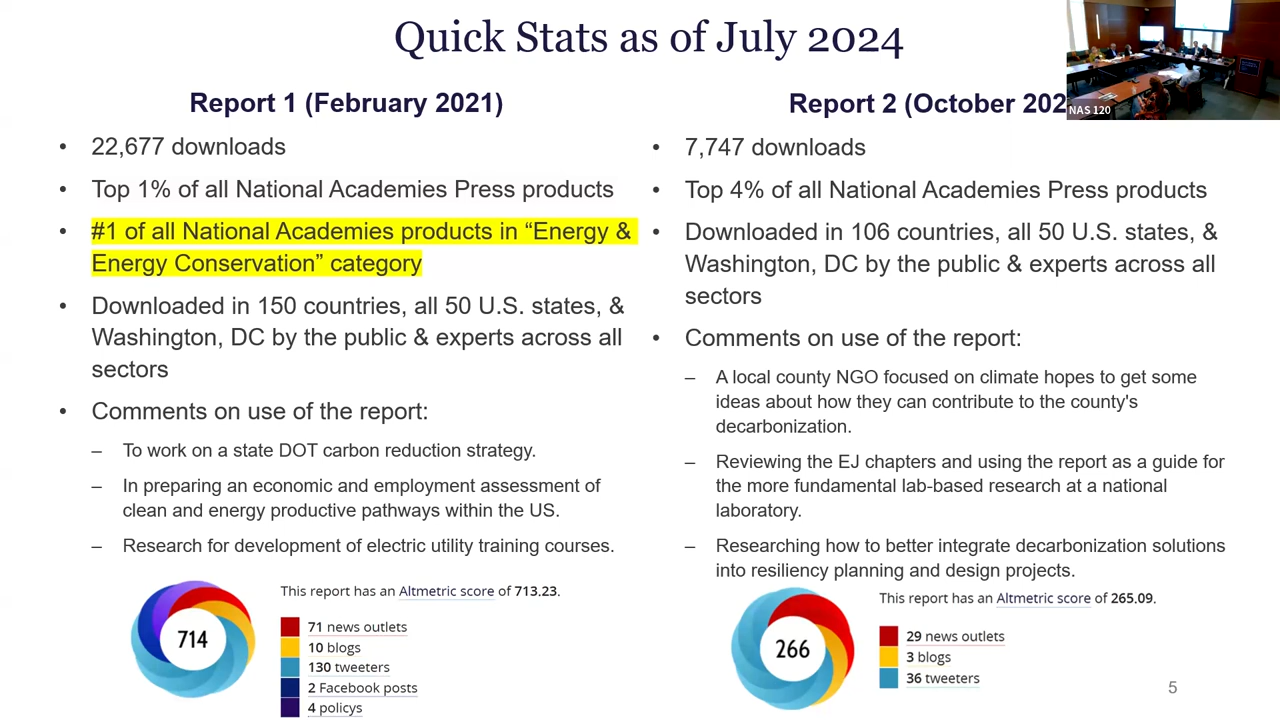 Quick Stats as of July 2024
NAS 120
Report 1 (February 2021)
• 22,677 downloads
• Top 1% of all National Academies Press products
• #1 of all National Academies products in “Energy &
Energy Conservation” category
• Downloaded in 150 countries, all 50 U.S. states, &
Washington, DC by the public & experts across all
sectors
• Comments on use of the report:
– To work on a state DOT carbon reduction strategy.
– In preparing an economic and employment assessment of
clean and energy productive pathways within the US.
– Research for development of electric utility training courses.
714
This report has an Altmetric score of 713.23.
71 news outlets
10 blogs
130 tweeters
2 Facebook posts
4 policys
Report 2 (October 202
• 7,747 downloads
• Top 4% of all National Academies Press products
• Downloaded in 106 countries, all 50 U.S. states, &
Washington, DC by the public & experts across all
sectors
• Comments on use of the report:
– A local county NGO focused on climate hopes to get some
ideas about how they can contribute to the county's
decarbonization.
– Reviewing the EJ chapters and using the report as a guide for
the more fundamental lab-based research at a national
laboratory.
– Researching how to better integrate decarbonization solutions
into resiliency planning and design projects.
266
This report has an Altmetric score of 265.09.
29 news outlets
3 blogs
36 tweeters
5